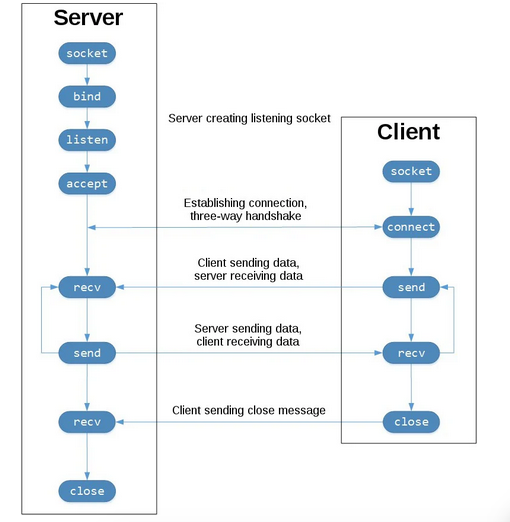 Server
socket
bind
listen
accept
Server creating listening socket
Client
socket
Establishing connection,
three-way handshake
connect
Client sending data,
server receiving data
recv
send
Server sending data,
client receiving data
send
recv
Client sending close message
recv
close
close